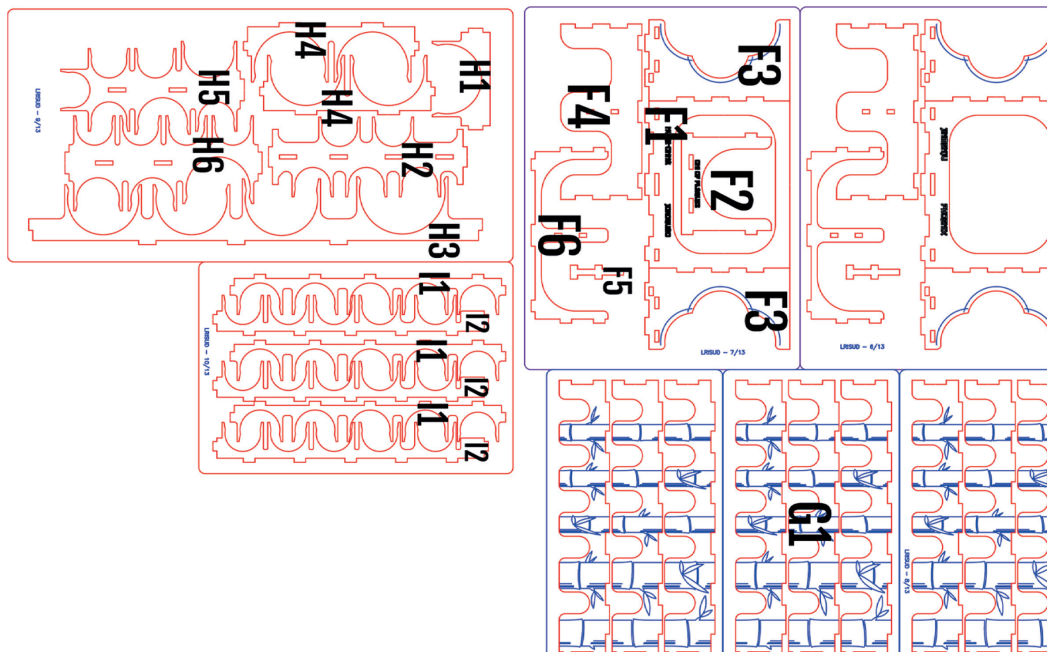 H4
H1
H5
H4
H6
H2
H3
LRISUD - 9/13
I1
I2
I1
I2
I1
I2
LRISUD - 10/13
F3
F4
F1
F2
F6
F5
F3
LRISUD - 7/13
LRISUD - 6/13
G1
LRISUD - 8/13